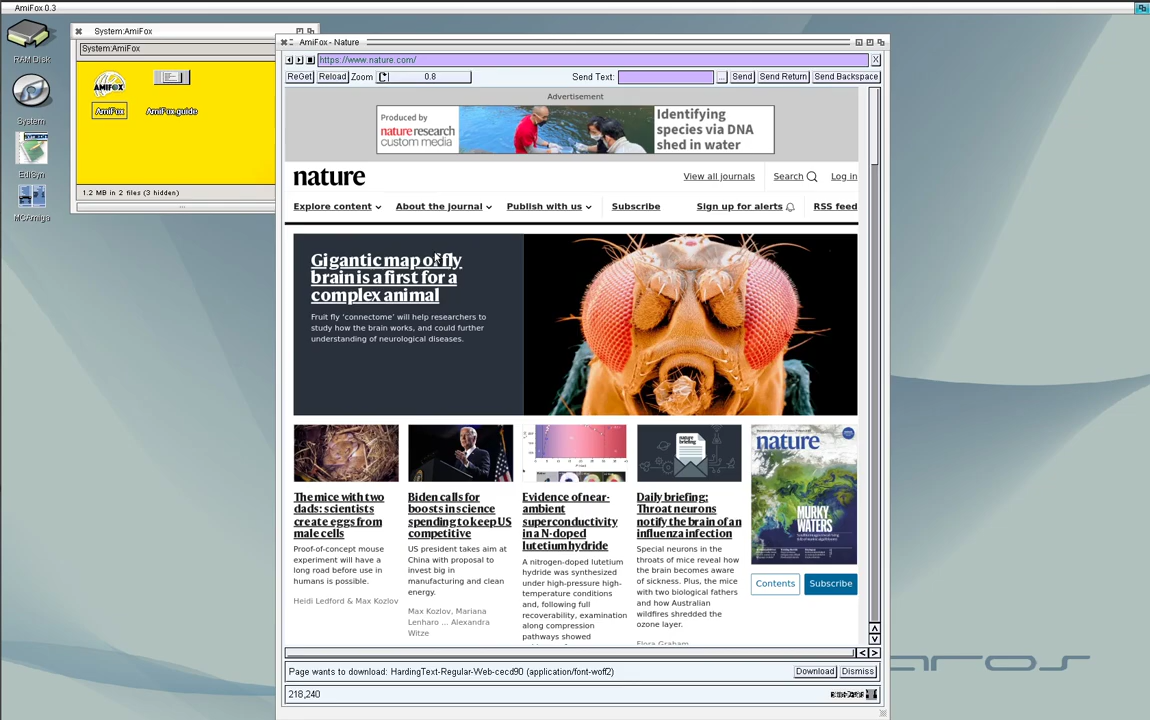 AmiFox 0.3
RAM Disk
System
EdiSyn
MCAmiga
System:AmiFox
System:AmiFox
AMIFOX
AmiFox
AmiFox.guide
1.2 MB in 2 files (3 hidden)
AmiFox - Nature
https://www.nature.com/
X
ReGet
Reload
Zoom
0.8
Send Text:
...
Send
Send Return
Send Backspace
Advertisement
Produced by
nature research
custom media
Identifying
species via DNA
shed in water
nature
View all journals
Search
Log in
Explore content
About the journal
Publish with us
Subscribe
Sign up for alerts
RSS feed
Gigantic map of fly
brain is a first for a
complex animal
Fruit fly ‘connectome’ will help researchers to
study how the brain works, and could further
understanding of neurological diseases.
The mice with two
dads: scientists
create eggs from
male cells
Proof-of-concept mouse
experiment will have a
long road before use in
humans is possible.
Heidi Ledford & Max Kozlov
Biden calls for
boosts in science
spending to keep US
competitive
US president takes aim at
China with proposal to
invest big in
manufacturing and clean
energy.
Max Kozlov, Mariana
Lenharo ... Alexandra
Witze
Evidence of near-
ambient
superconductivity
in a N-doped
lutetium hydride
A nitrogen-doped lutetium
hydride was synthesized
under high-pressure high-
temperature conditions
and, following full
recoverability, examination
along compression
pathways showed
nature
briefing
Daily briefing:
Throat neurons
notify the brain of an
influenza infection
Special neurons in the
throats of mice reveal how
the brain becomes aware
of sickness. Plus, the mice
with two biological fathers
and how Australian
wildfires shredded the
ozone layer.
Flora Graham
nature
MURKY
WATERS
Contents
Subscribe
Page wants to download: HardingText-Regular-Web-cecd90 (application/font-woff2)
Download
Dismiss
218,240
aros